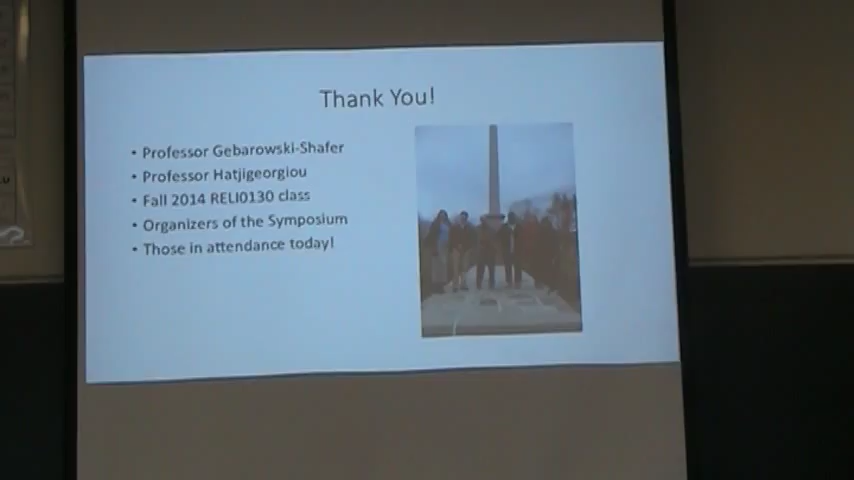 Thank You!
• Professor Gebarowski-Shafer
• Professor Hatjigeorgiou
• Fall 2014 RELI0130 class
• Organizers of the Symposium
• Those in attendance today!